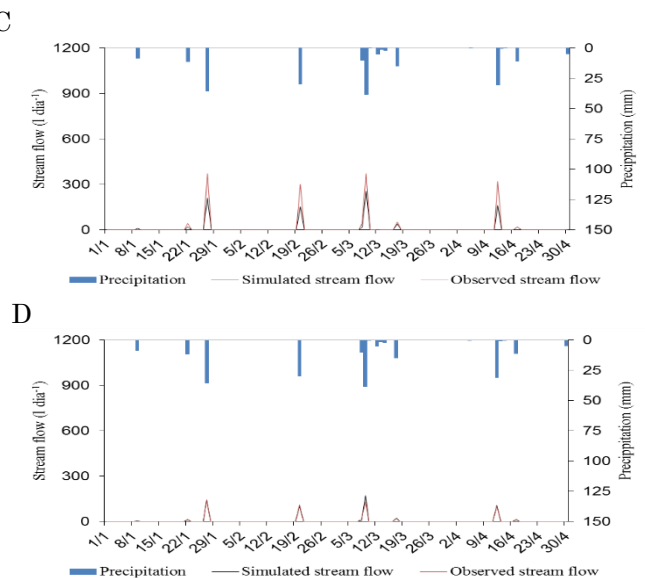 C
1200 0
900 25
50
600 75
300 100
125
0 150
Stream flow (l dia⁻¹)
Precippitation (mm)
1/1 8/1 15/1 22/1 29/1 5/2 12/2 19/2 26/2 5/3 12/3 19/3 26/3 2/4 9/4 16/4 23/4 30/4
Precipitation Simulated stream flow Observed stream flow
D
1200 0
900 25
50
600 75
300 100
125
0 150
Stream flow (l dia⁻¹)
Precippitation (mm)
1/1 8/1 15/1 22/1 29/1 5/2 12/2 19/2 26/2 5/3 12/3 19/3 26/3 2/4 9/4 16/4 23/4 30/4
Precipitation Simulated stream flow Observed stream flow